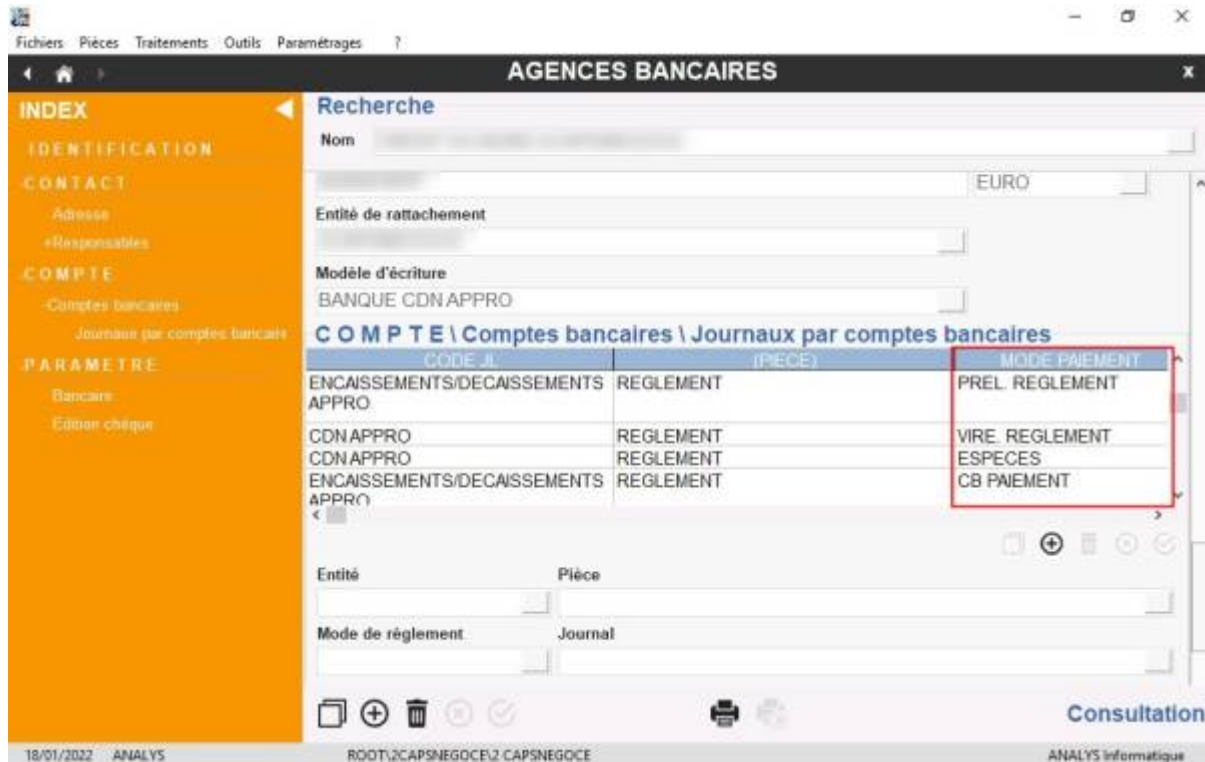 Fichiers Pièces Traitements Outils Paramétrages ?
AGENCES BANCAIRES x
INDEX
IDENTIFICATION
-CONTACT
Adresse
+Responsables
-COMPTE
-Comptes bancaires
Journaux par comptes bancaire
-PARAMETRE
Bancaire
Edition chèque
Recherche
Nom
EURO
Entité de rattachement
Modèle d'écriture
BANQUE CDN APPRO
COMPTE \ Comptes bancaires \ Journaux par comptes bancaires
CODE JL (PIECE) MODE PAIEMENT
ENCAISSEMENTS/DECAISSEMENTS REGLEMENT PREL. REGLEMENT
APPRO
CDN APPRO REGLEMENT VIRE. REGLEMENT
CDN APPRO REGLEMENT ESPECES
ENCAISSEMENTS/DECAISSEMENTS REGLEMENT CB PAIEMENT
APPRO
Entité Pièce
Mode de règlement Journal
Consultation
18/01/2022 ANALYS ROOT\2CAPSNEGOCE\2 CAPSNEGOCE ANALYS Informatique